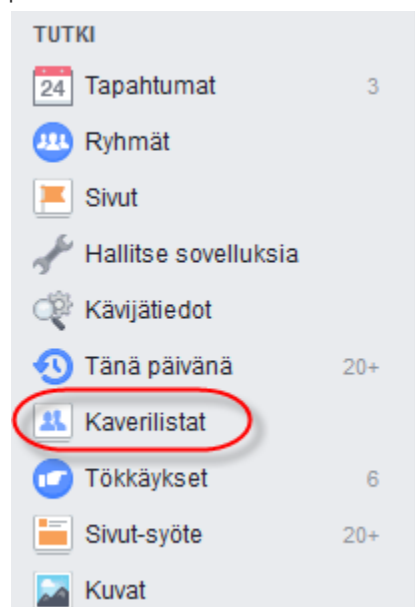 TUTKI
24 Tapahtumat 3
Ryhmät
Sivut
Hallitse sovelluksia
Kävijätiedot
Tänä päivänä 20+
Kaverilistat
Tökkäykset 6
Sivut-syöte 20+
Kuvat